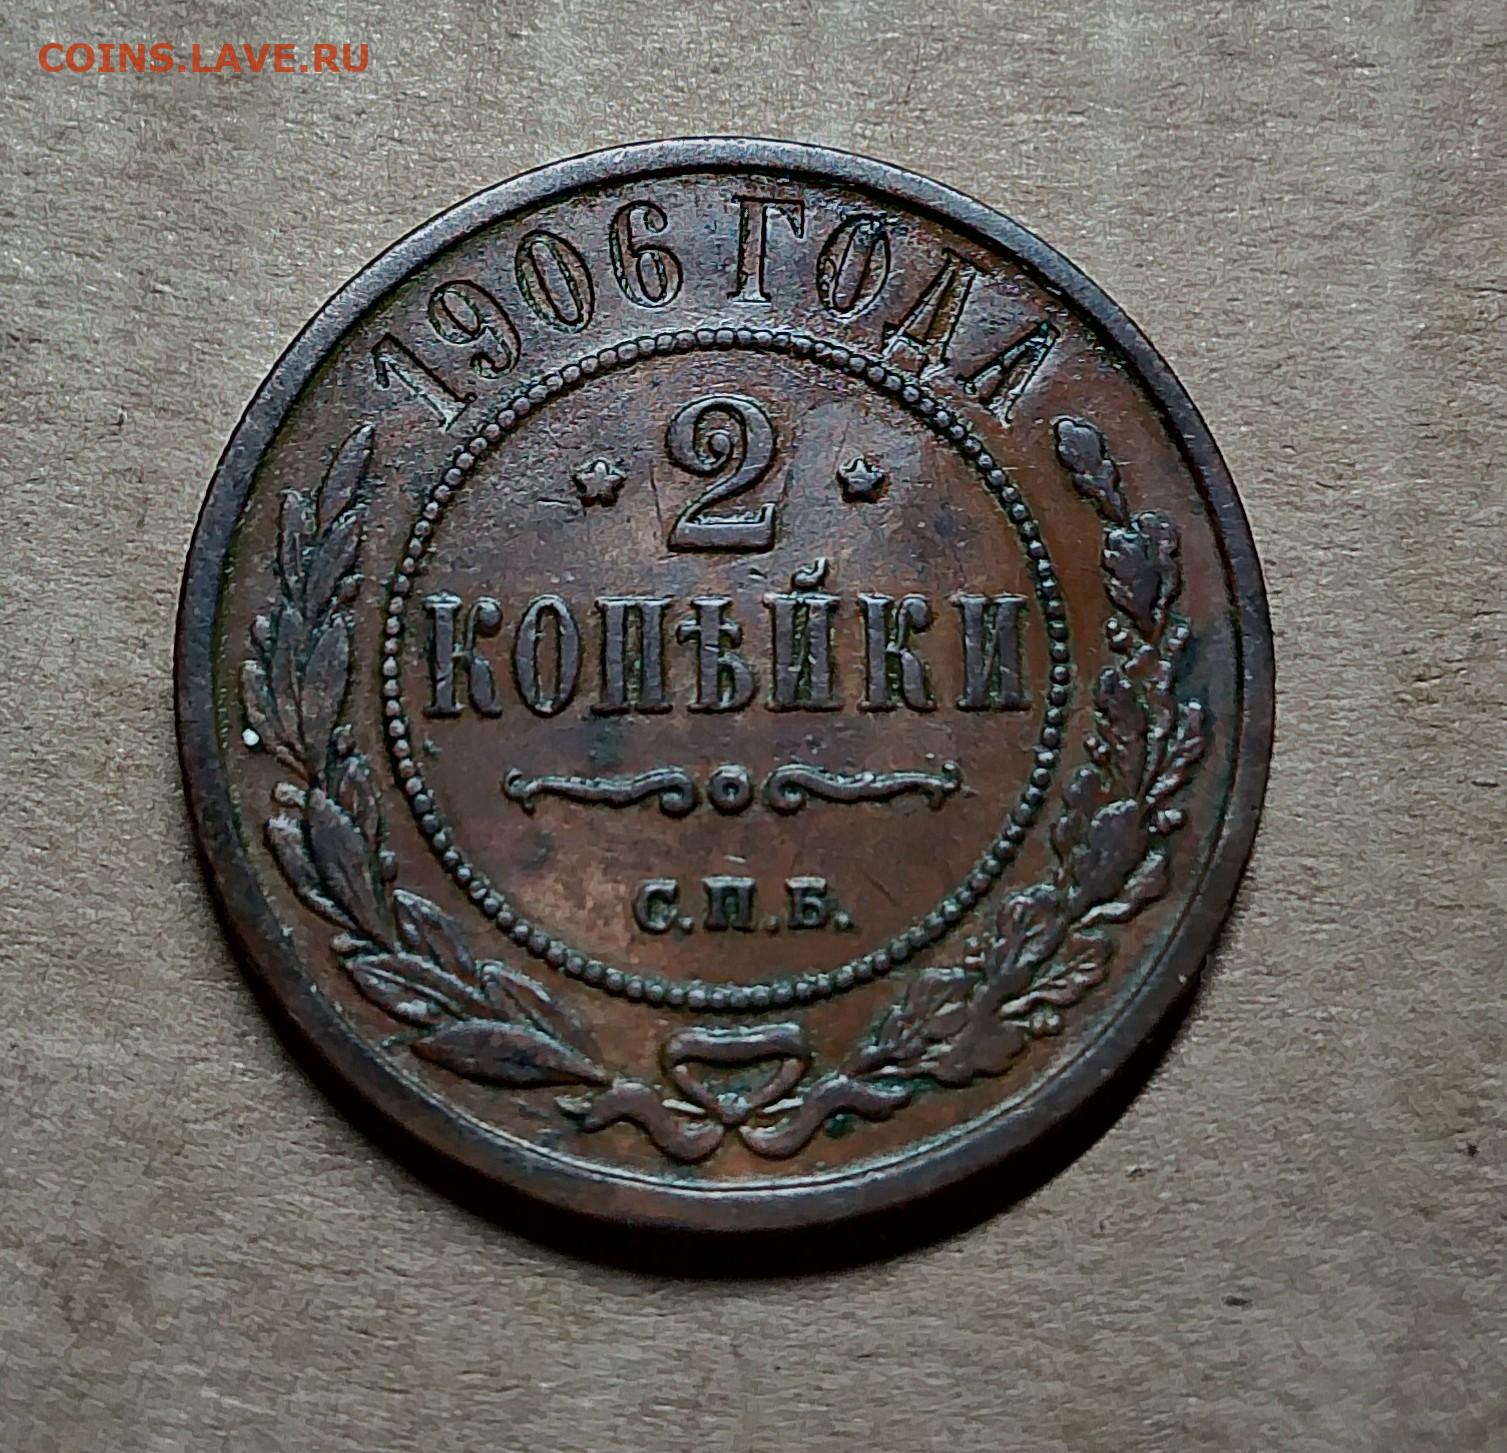 COINS.LAVE.RU
1906 ГОДА
2
КОПѢЙКИ
С.П.Б.